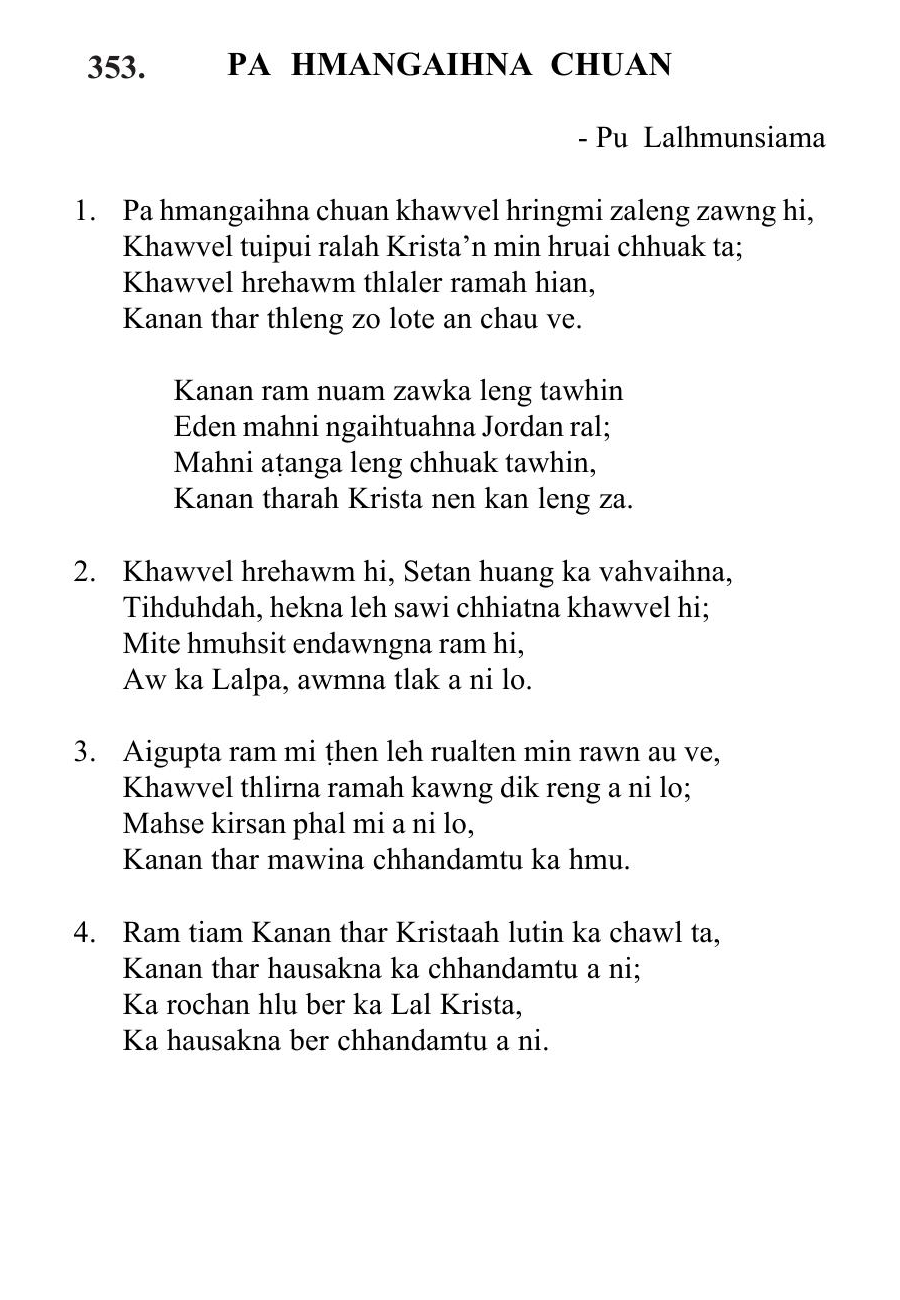 353. PA HMANGAIHNA CHUAN
- Pu Lalhmunsiama
1. Pa hmangaihna chuan khawvel hringmi zaleng zawng hi,
Khawvel tuipui ralah Krista’n min hruai chhuak ta;
Khawvel hrehawm thlaler ramah hian,
Kanan thar thleng zo lote an chau ve.
Kanan ram nuam zawka leng tawhin
Eden mahni ngaihtuahna Jordan ral;
Mahni aṭanga leng chhuak tawhin,
Kanan tharah Krista nen kan leng za.
2. Khawvel hrehawm hi, Setan huang ka vahvaihna,
Tihduhdah, hekna leh sawi chhiatna khawvel hi;
Mite hmuhsit endawngna ram hi,
Aw ka Lalpa, awmna tlak a ni lo.
3. Aigupta ram mi ṭhen leh rualten min rawn au ve,
Khawvel thlirna ramah kawng dik reng a ni lo;
Mahse kirsan phal mi a ni lo,
Kanan thar mawina chhandamtu ka hmu.
4. Ram tiam Kanan thar Kristaah lutin ka chawl ta,
Kanan thar hausakna ka chhandamtu a ni;
Ka rochan hlu ber ka Lal Krista,
Ka hausakna ber chhandamtu a ni.